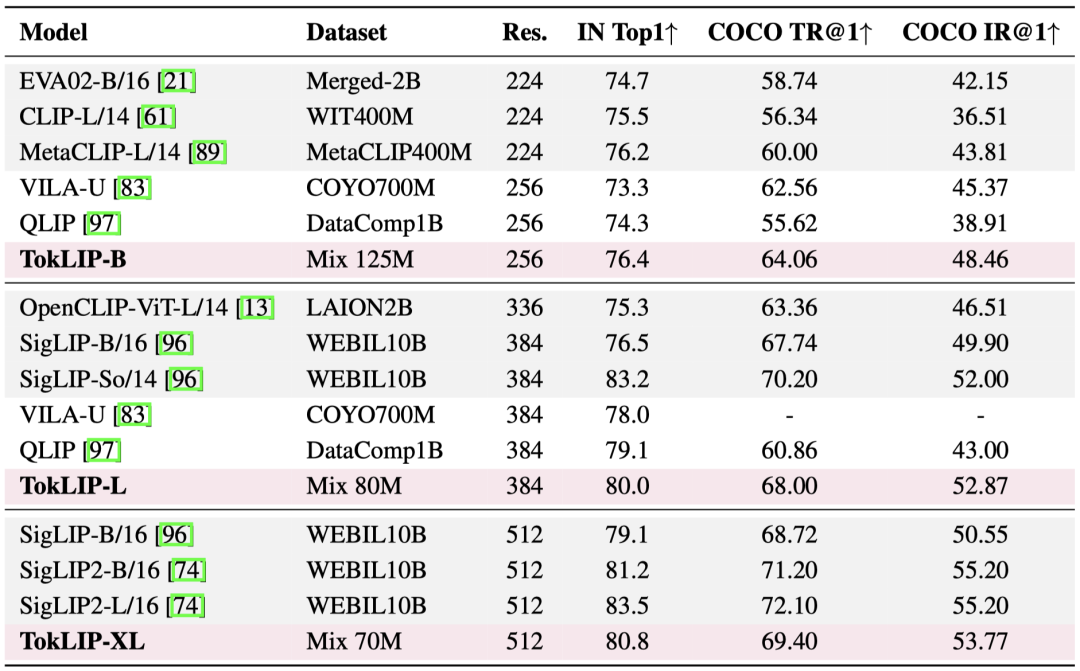 Model Dataset Res. IN Top1↑ COCO TR@1↑ COCO IR@1↑
EVA02-B/16 [21] Merged-2B 224 74.7 58.74 42.15
CLIP-L/14 [61] WIT400M 224 75.5 56.34 36.51
MetaCLIP-L/14 [89] MetaCLIP400M 224 76.2 60.00 43.81
VILA-U [83] COYO700M 256 73.3 62.56 45.37
QLIP [97] DataComp1B 256 74.3 55.62 38.91
TokLIP-B Mix 125M 256 76.4 64.06 48.46
OpenCLIP-ViT-L/14 [13] LAION2B 336 75.3 63.36 46.51
SigLIP-B/16 [96] WEBIL10B 384 76.5 67.74 49.90
SigLIP-So/14 [96] WEBIL10B 384 83.2 70.20 52.00
VILA-U [83] COYO700M 384 78.0 - -
QLIP [97] DataComp1B 384 79.1 60.86 43.00
TokLIP-L Mix 80M 384 80.0 68.00 52.87
SigLIP-B/16 [96] WEBIL10B 512 79.1 68.72 50.55
SigLIP2-B/16 [74] WEBIL10B 512 81.2 71.20 55.20
SigLIP2-L/16 [74] WEBIL10B 512 83.5 72.10 55.20
TokLIP-XL Mix 70M 512 80.8 69.40 53.77